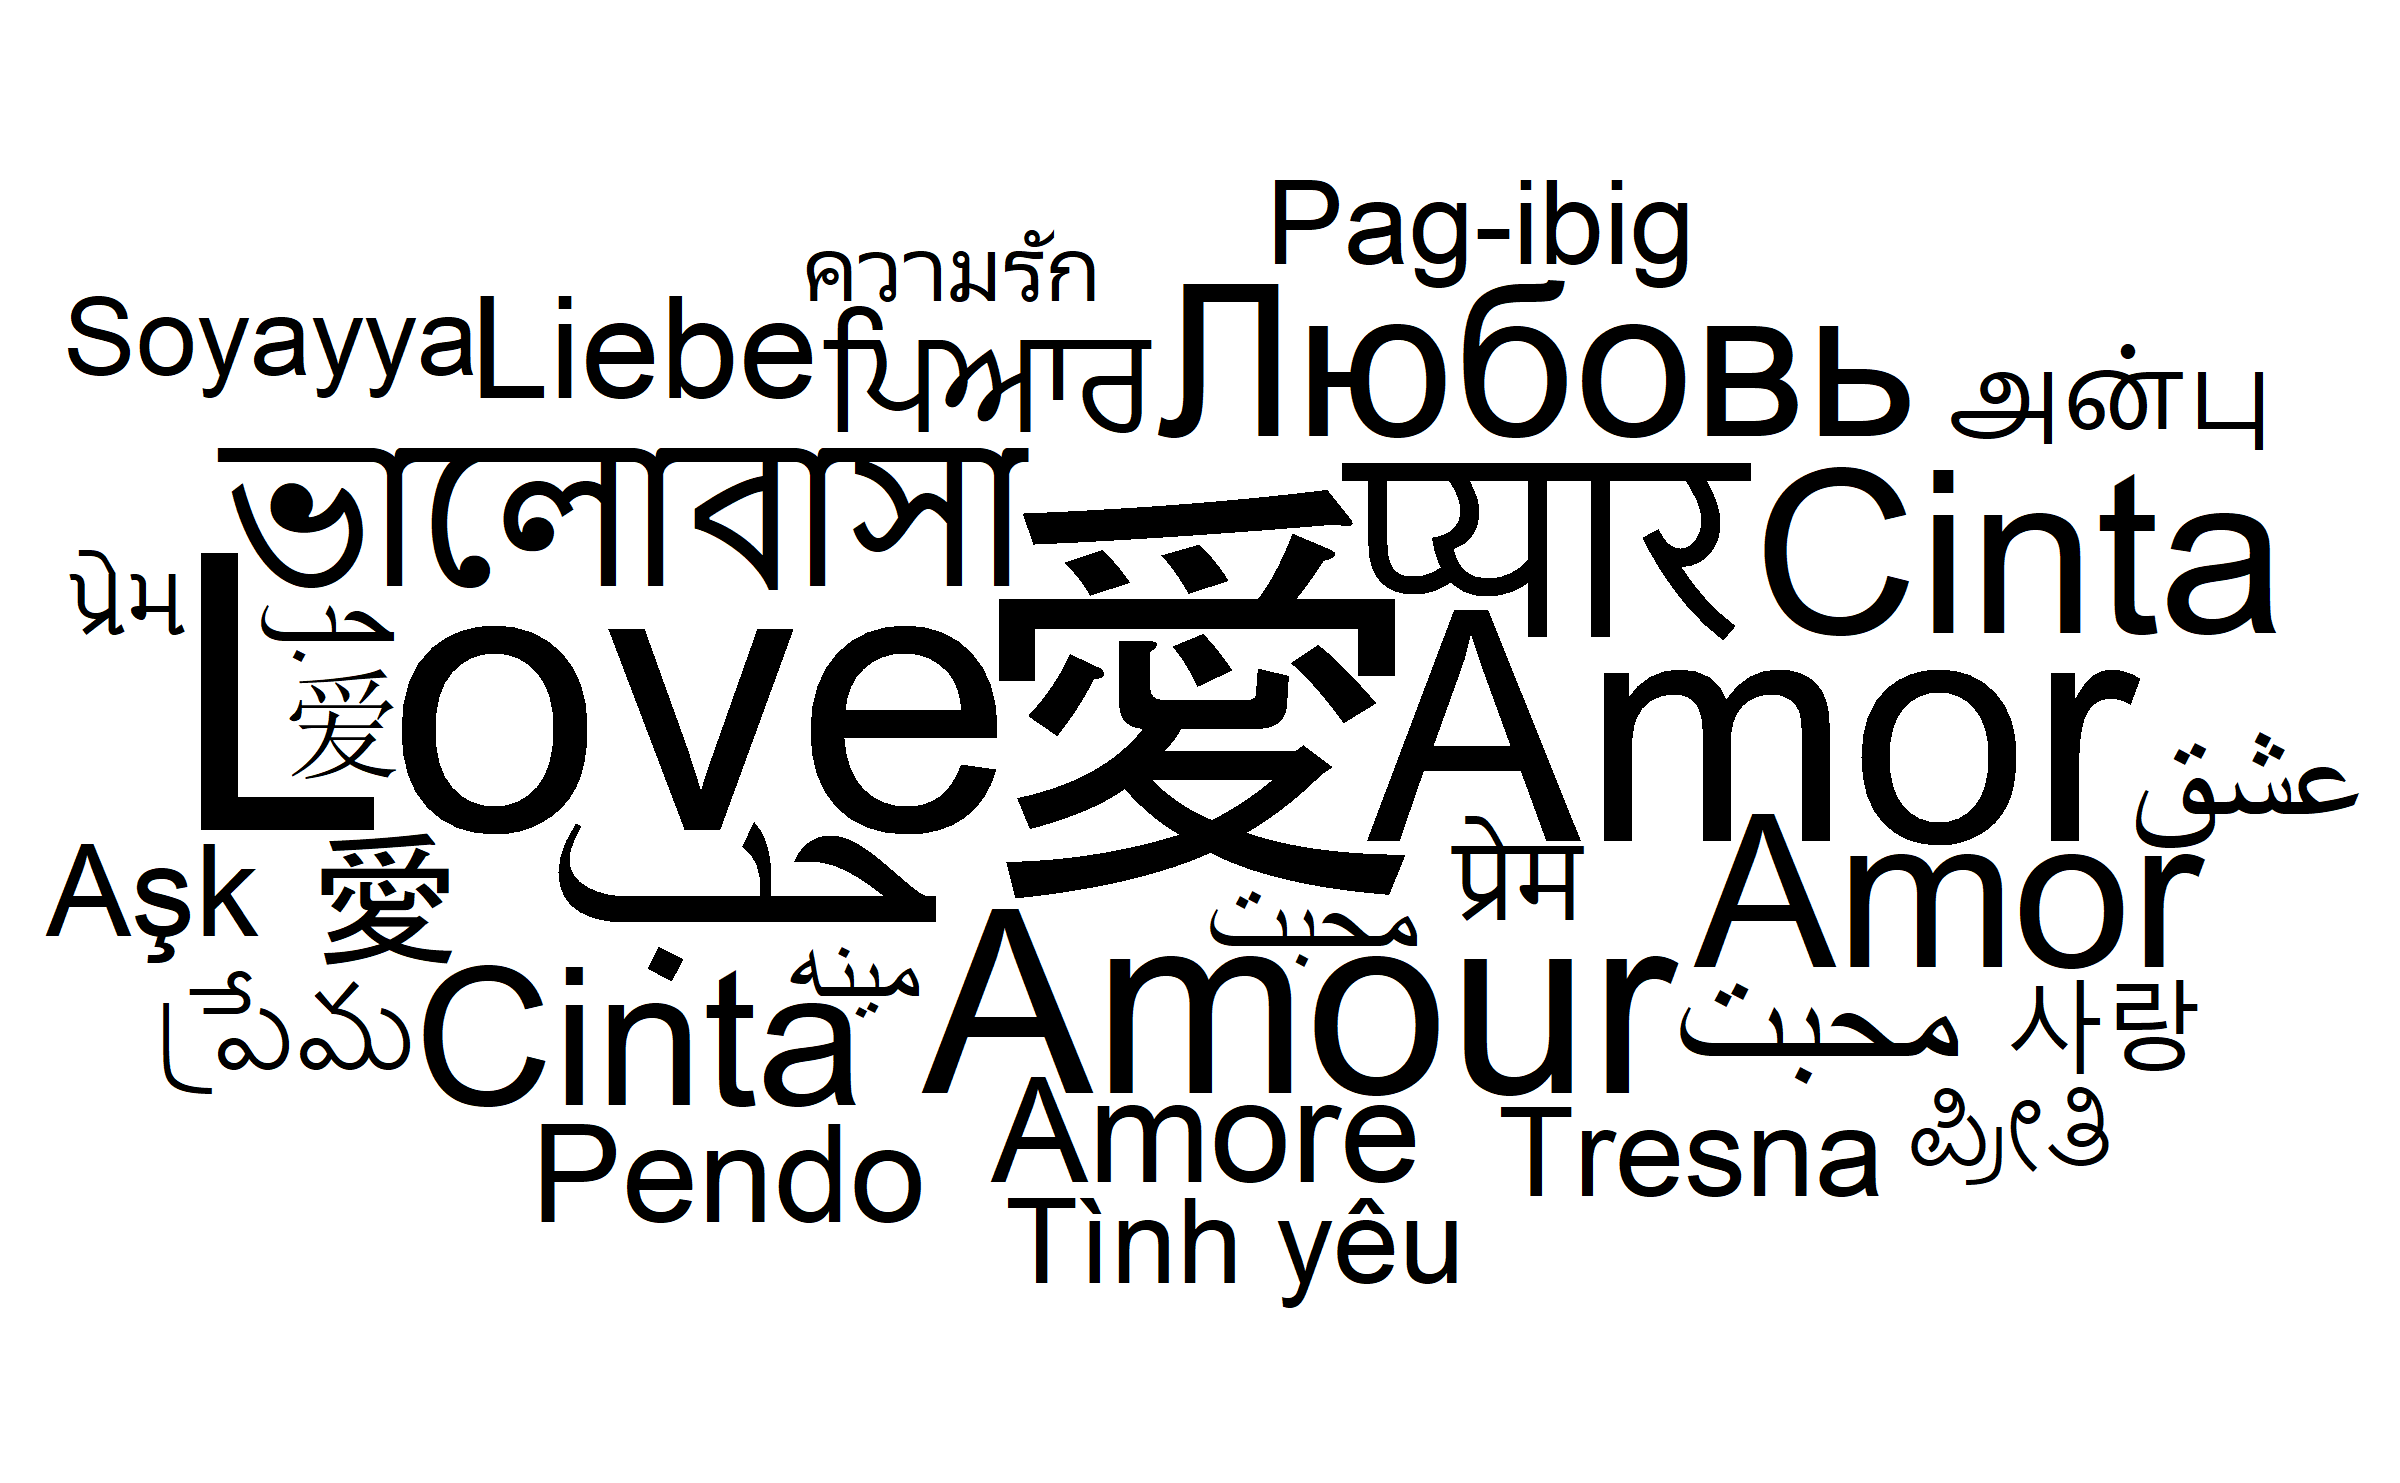 Pag-ibig
ความรัก
Soyayya
Liebe
ਪਿਆਰ
Любовь
அன்பு
ভালোবাসা
प्यार
Cinta
પ્રેમ
حب
Love
愛
Amor
爱
عشق
Aşk
愛
حب
प्रेम
Amor
محبت
مينه
ప్రేమ
Cinta
Amour
محبت
사랑
Pendo
Amore
Tresna
ಪ್ರೀತಿ
Tình yêu